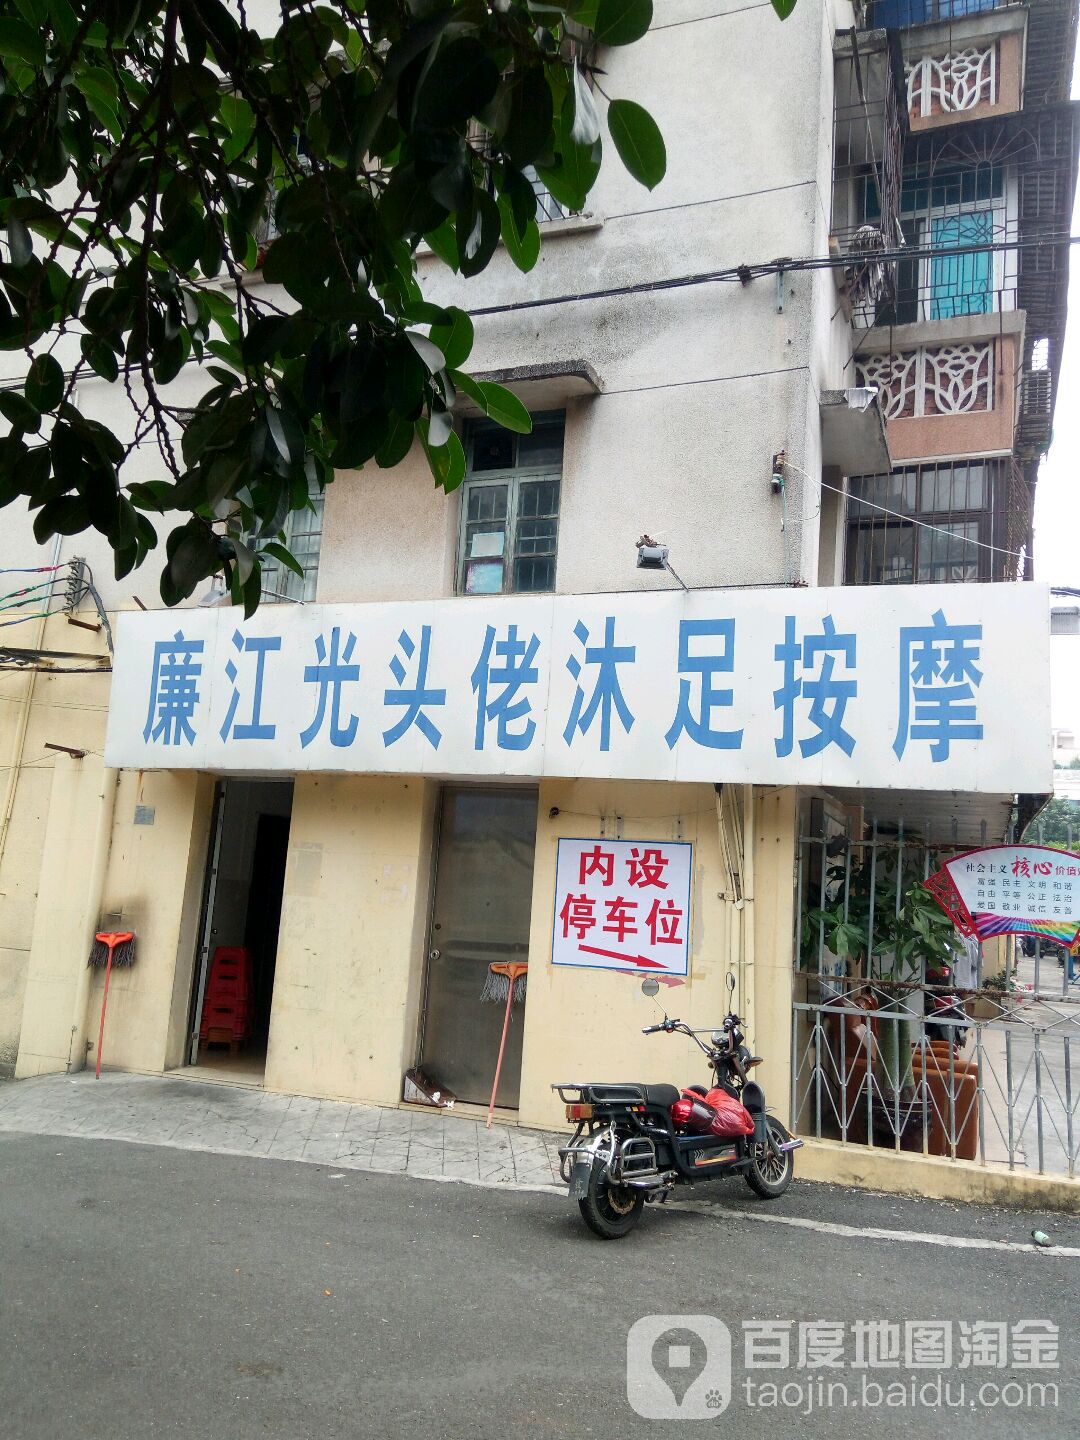 廉江光头佬沐足按摩
内设
停车位
社会主义核心价值
富强 民主 文明 和谐
自由 平等 公正 法治
爱国 敬业 诚信 友善
百度地图淘金
taojin.baidu.com